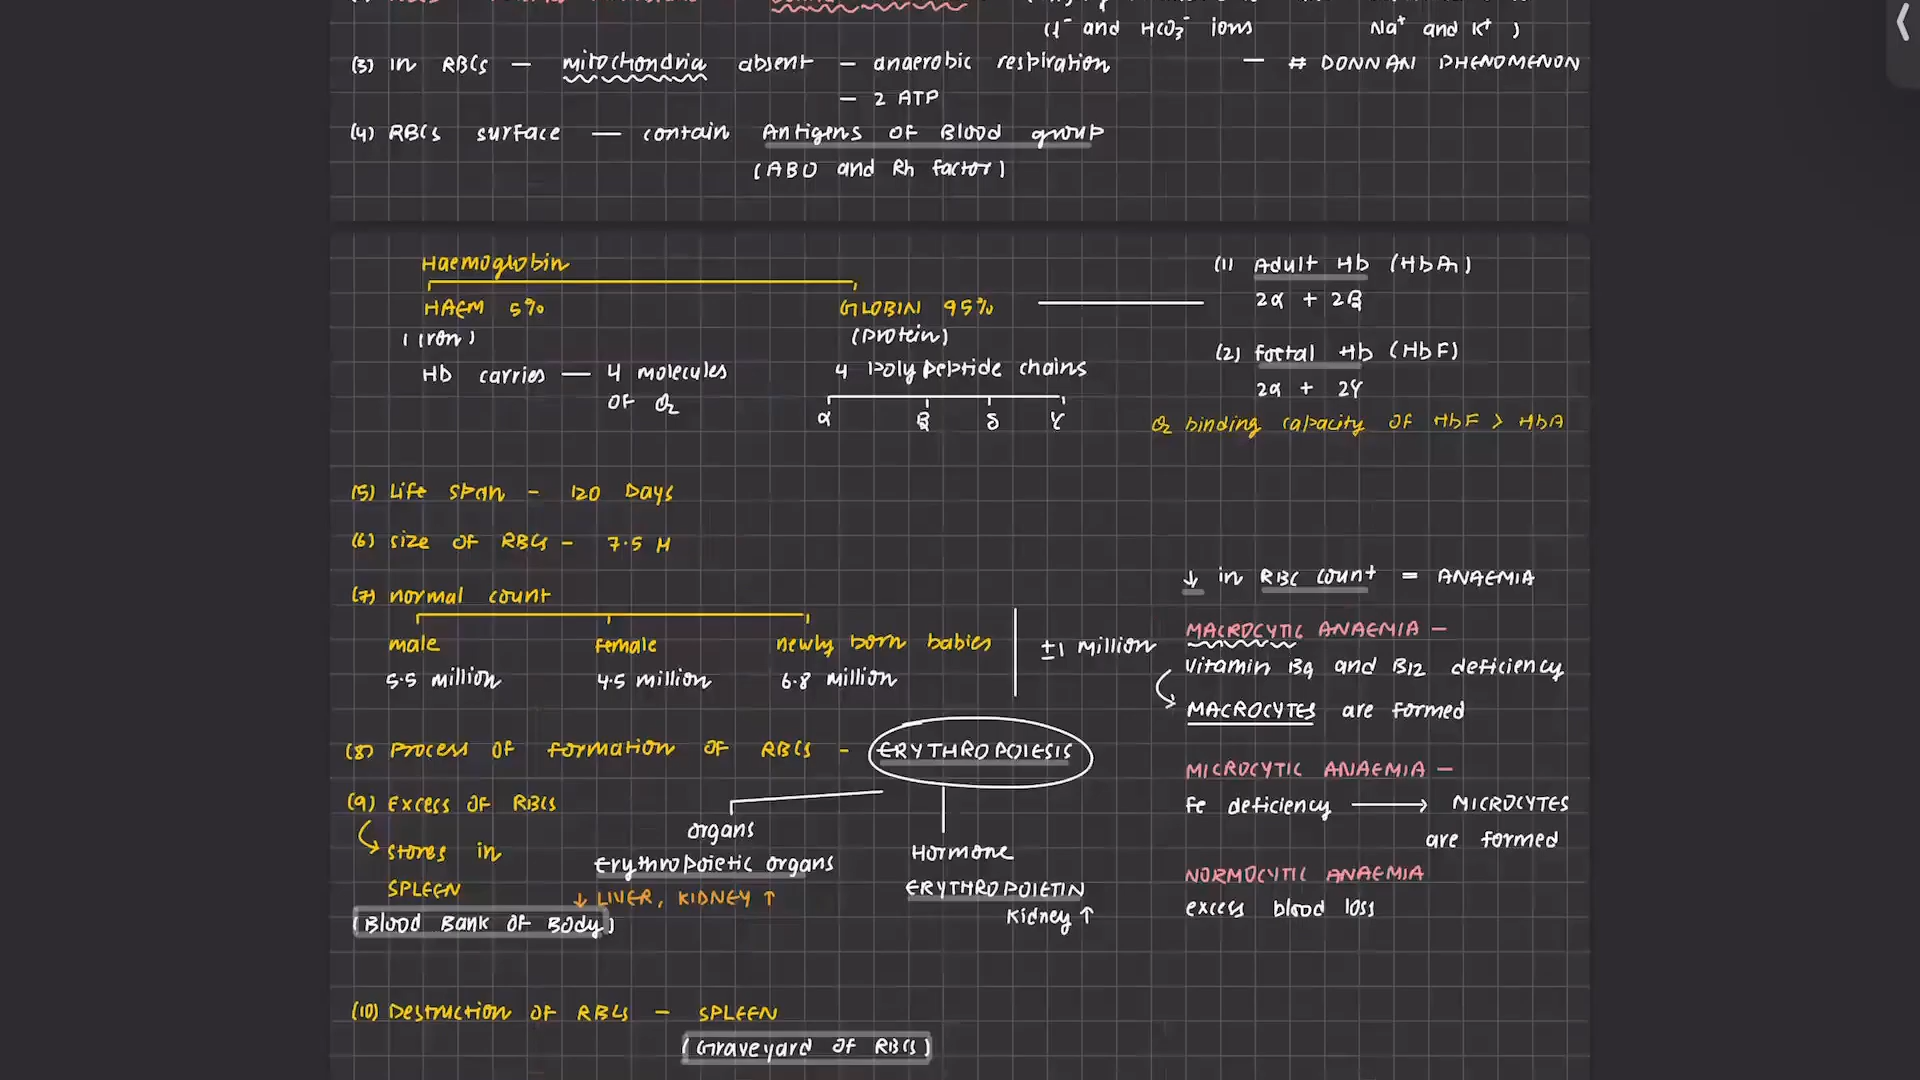 Cl⁻ and HCO₃⁻ ions
Na⁺ and K⁺ )
(3) In RBCs — mitochondria absent — anaerobic respiration — # DONNAN PHENOMENON
— 2 ATP
(4) RBCs surface — contain Antigens of Blood group
(ABO and Rh factor)
Haemoglobin
HAEM 5%
(Iron)
Hb carries — 4 molecules
of O₂
GLOBIN 95%
(protein)
4 polypeptide chains
α β δ γ
(1) Adult Hb (HbA)
2α + 2β
(2) foetal Hb (HbF)
2α + 2γ
O₂ binding capacity of HbF > HbA
(5) Life span - 120 Days
(6) size of RBCs - 7.5 μ
(7) normal count
male female newly born babies
5.5 million 4.5 million 6.8 million
±1 million
↓ in RBC count = ANAEMIA
MACROCYTIC ANAEMIA —
Vitamin B9 and B12 deficiency
MACROCYTES are formed
(8) Process of formation of RBCs - ERYTHROPOIESIS
organs
Erythropoietic organs
↓ LIVER, KIDNEY ↑
Hormone
ERYTHROPOIETIN
Kidney ↑
(9) Excess of RBCs
stores in
SPLEEN
(Blood Bank of Body)
MICROCYTIC ANAEMIA —
Fe deficiency → MICROCYTES
are formed
NORMOCYTIC ANAEMIA
excess blood loss
(10) Destruction of RBCs — SPLEEN
(Graveyard of RBCs)